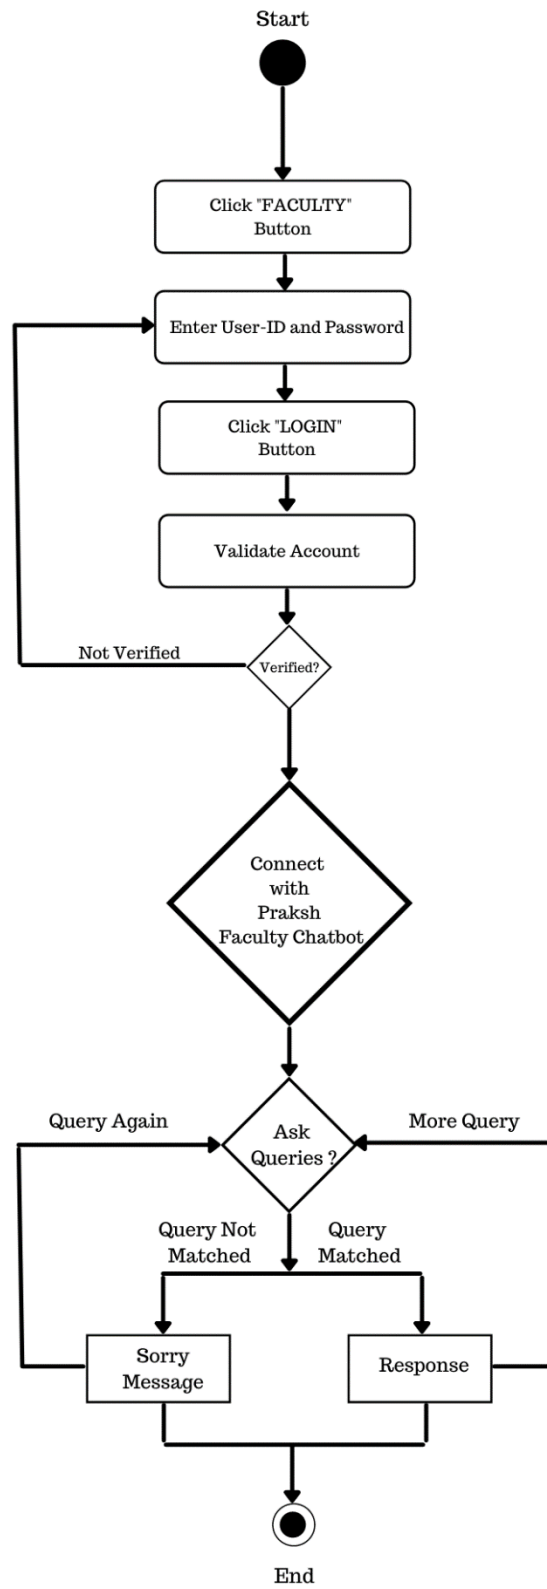 Start
Click "FACULTY"
Button
Enter User-ID and Password
Click "LOGIN"
Button
Validate Account
Not Verified
Verified?
Connect
with
Praksh
Faculty Chatbot
Query Again
More Query
Ask
Queries ?
Query Not
Matched
Query
Matched
Sorry
Message
Response
End